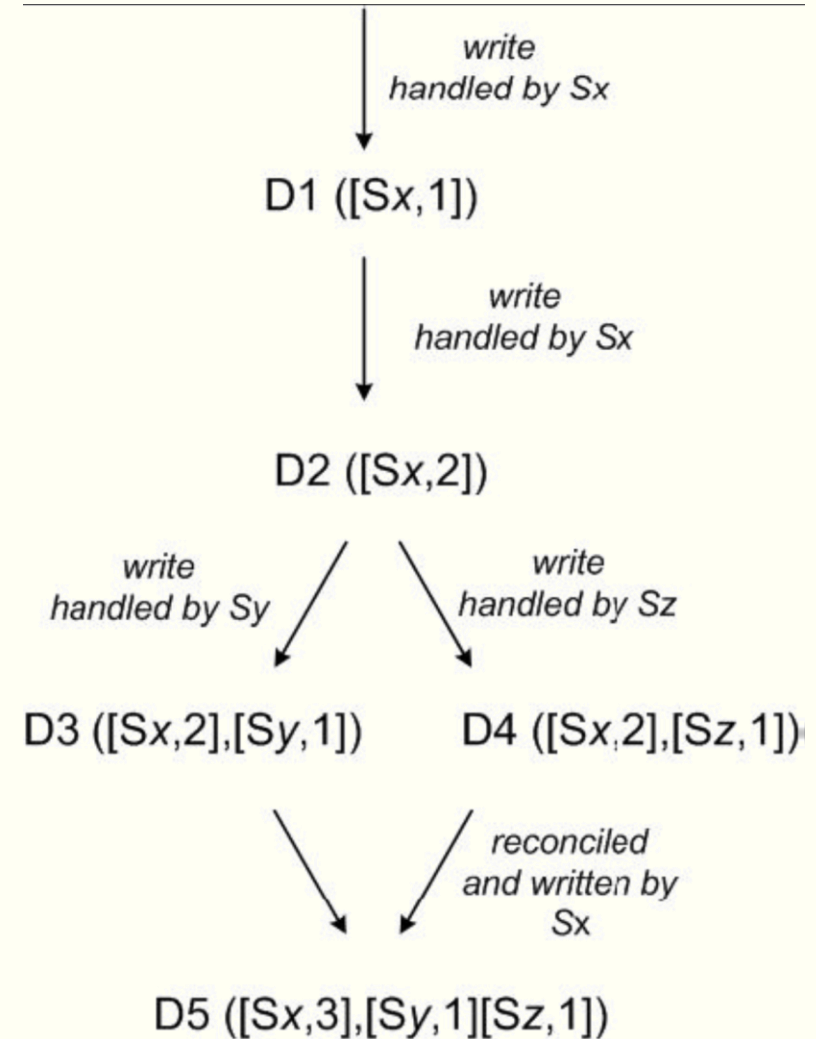 write
handled by Sx
D1 ([Sx,1])
write
handled by Sx
D2 ([Sx,2])
write
handled by Sy
write
handled by Sz
D3 ([Sx,2],[Sy,1])
D4 ([Sx,2],[Sz,1])
reconciled
and written by
Sx
D5 ([Sx,3],[Sy,1][Sz,1])